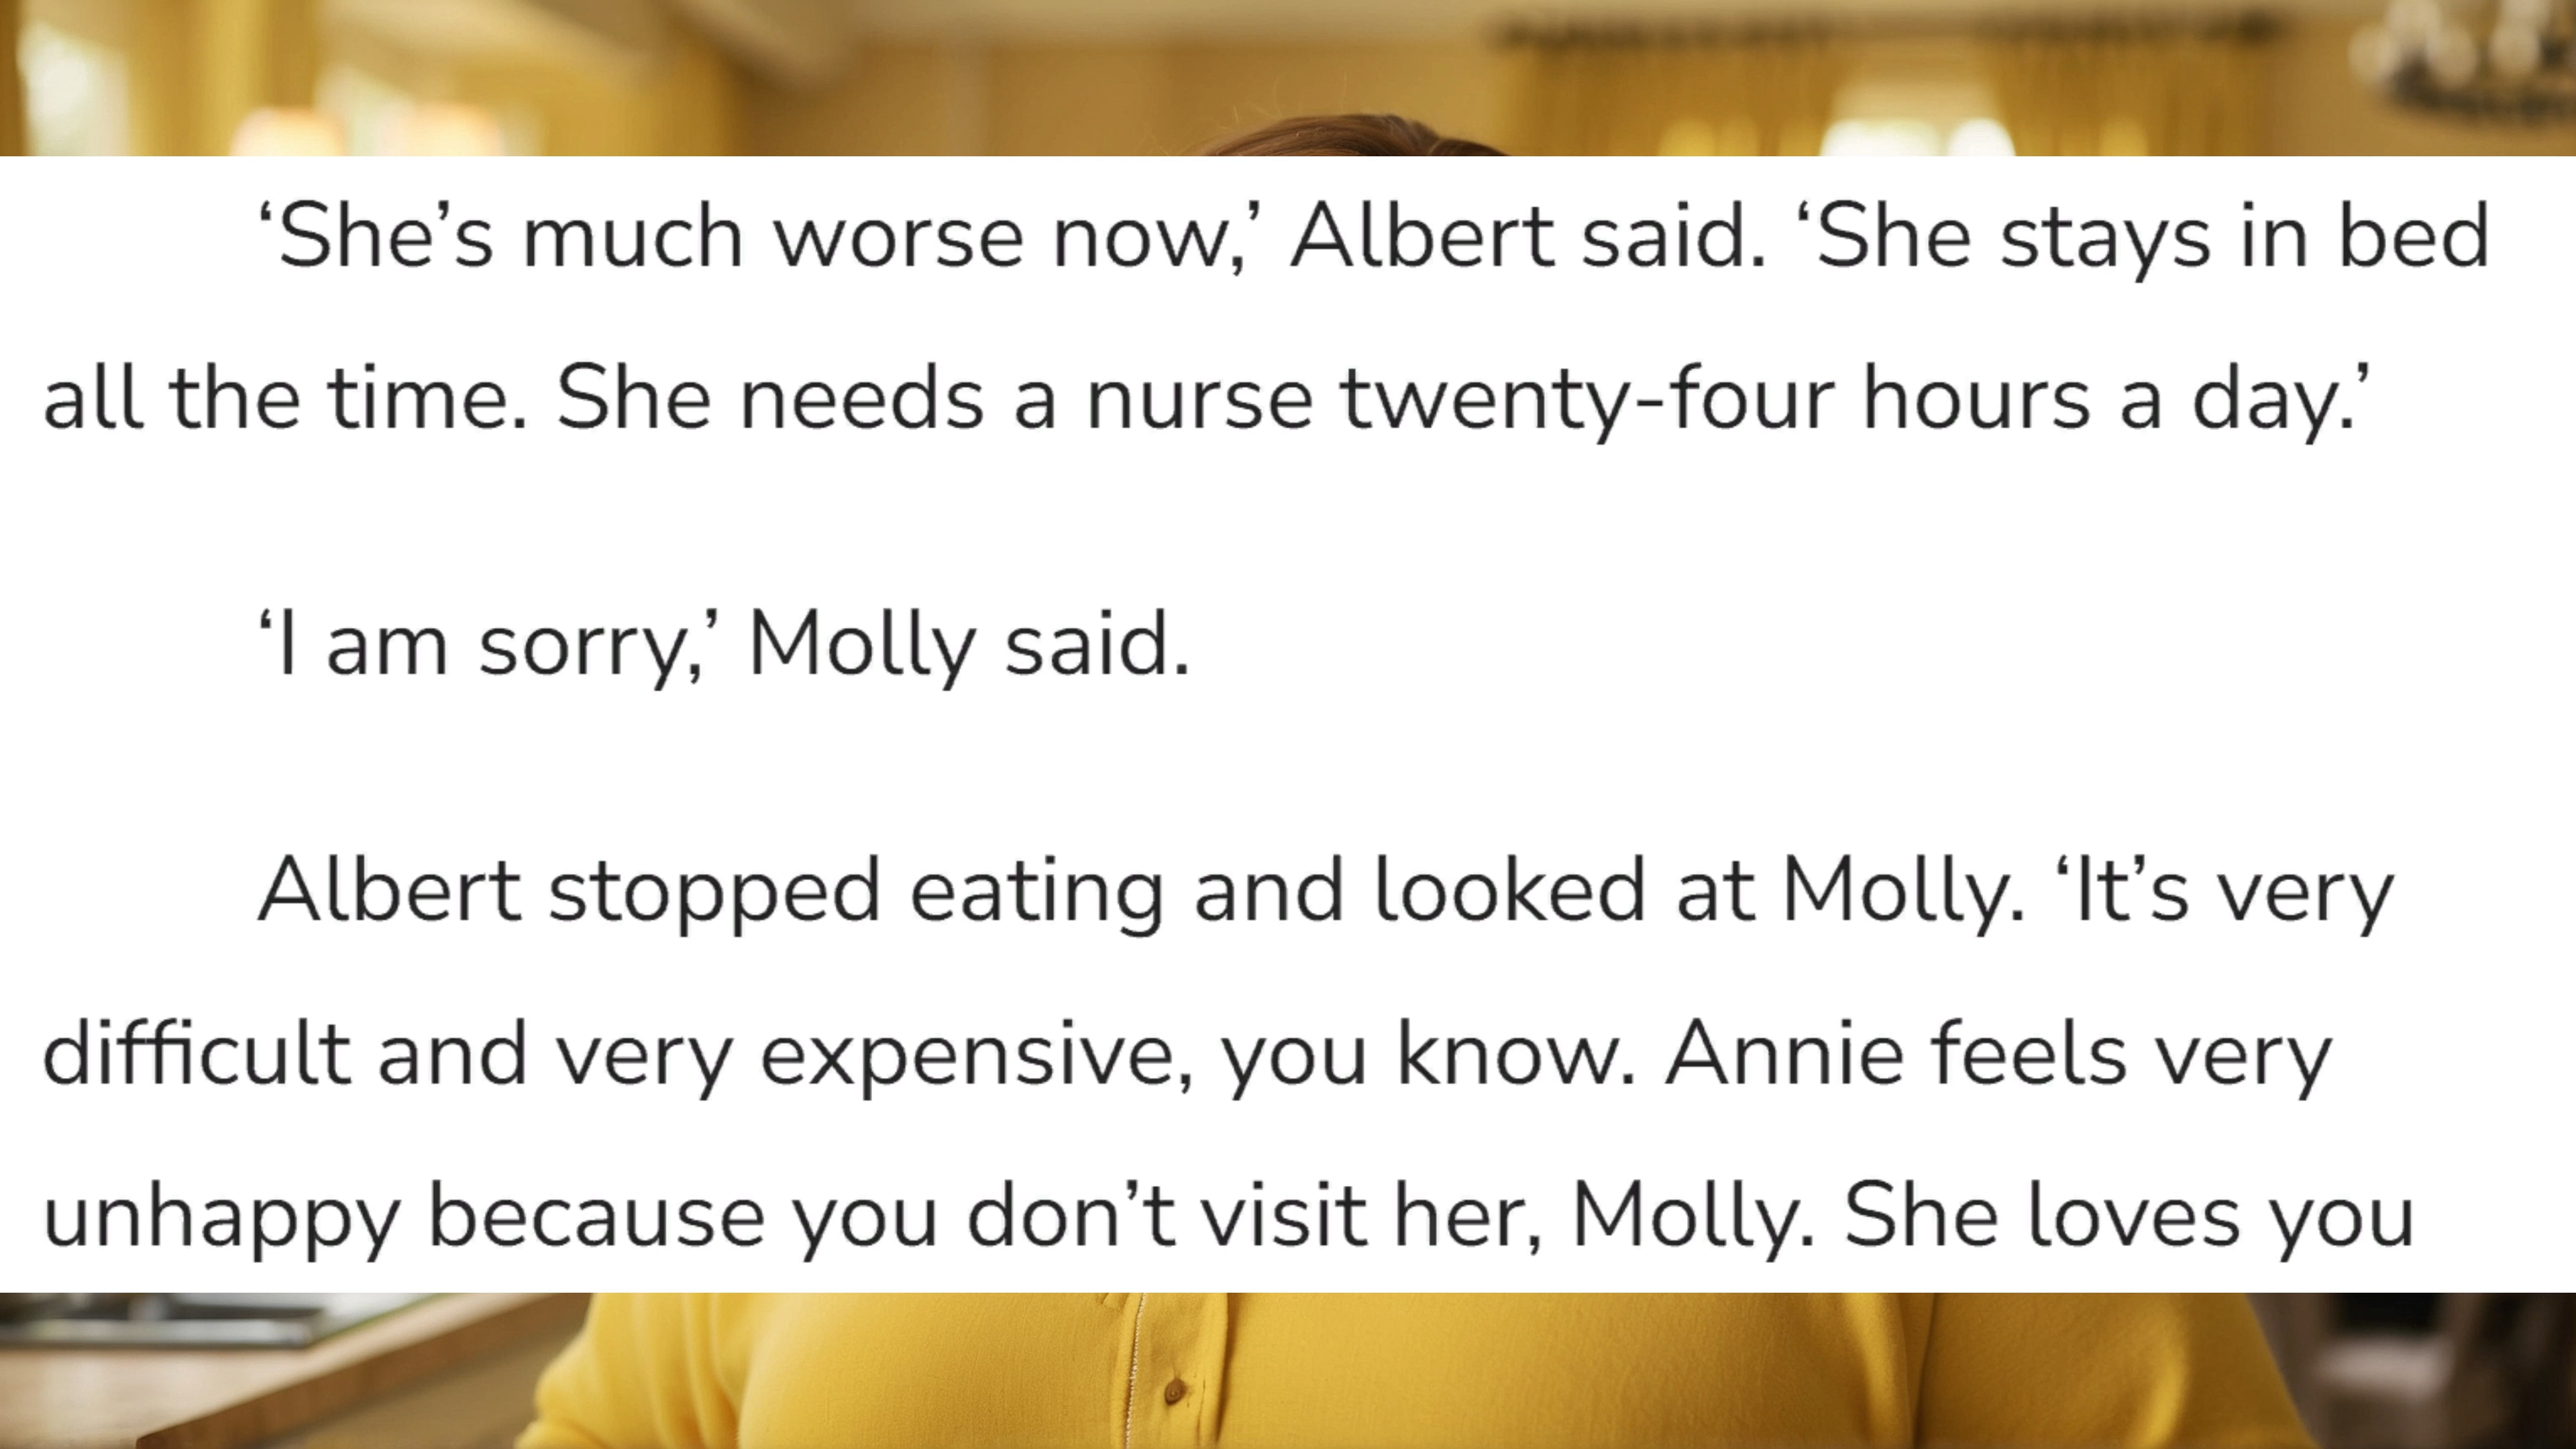 ‘She’s much worse now,’ Albert said. ‘She stays in bed
all the time. She needs a nurse twenty-four hours a day.’
‘I am sorry,’ Molly said.
Albert stopped eating and looked at Molly. ‘It’s very
difficult and very expensive, you know. Annie feels very
unhappy because you don’t visit her, Molly. She loves you